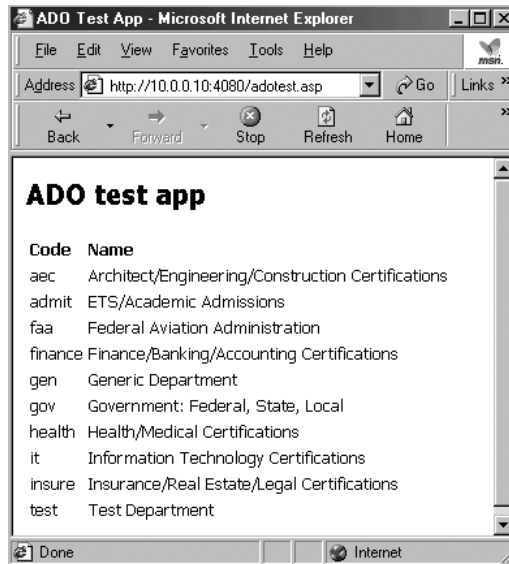 ADO Test App - Microsoft Internet Explorer
File Edit View Favorites Tools Help
msn.
Address http://10.0.0.10:4080/adotest.asp Go Links »
Back Forward Stop Refresh Home »
ADO test app
Code Name
aec Architect/Engineering/Construction Certifications
admit ETS/Academic Admissions
faa Federal Aviation Administration
finance Finance/Banking/Accounting Certifications
gen Generic Department
gov Government: Federal, State, Local
health Health/Medical Certifications
it Information Technology Certifications
insure Insurance/Real Estate/Legal Certifications
test Test Department
Done Internet